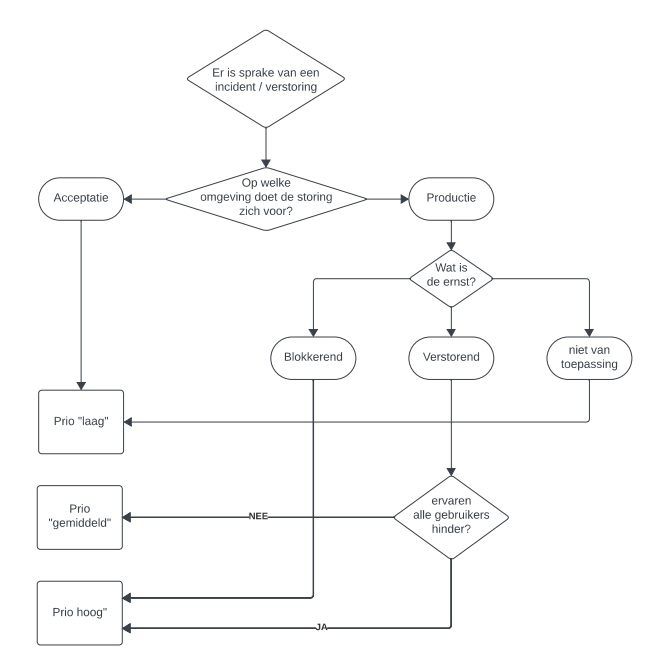 Er is sprake van een
incident / verstoring
Op welke
omgeving doet de storing
zich voor?
Acceptatie
Productie
Wat is
de ernst?
Blokkerend
Verstorend
niet van
toepassing
Prio "laag"
ervaren
alle gebruikers
hinder?
NEE
Prio
"gemiddeld"
Prio hoog"
JA